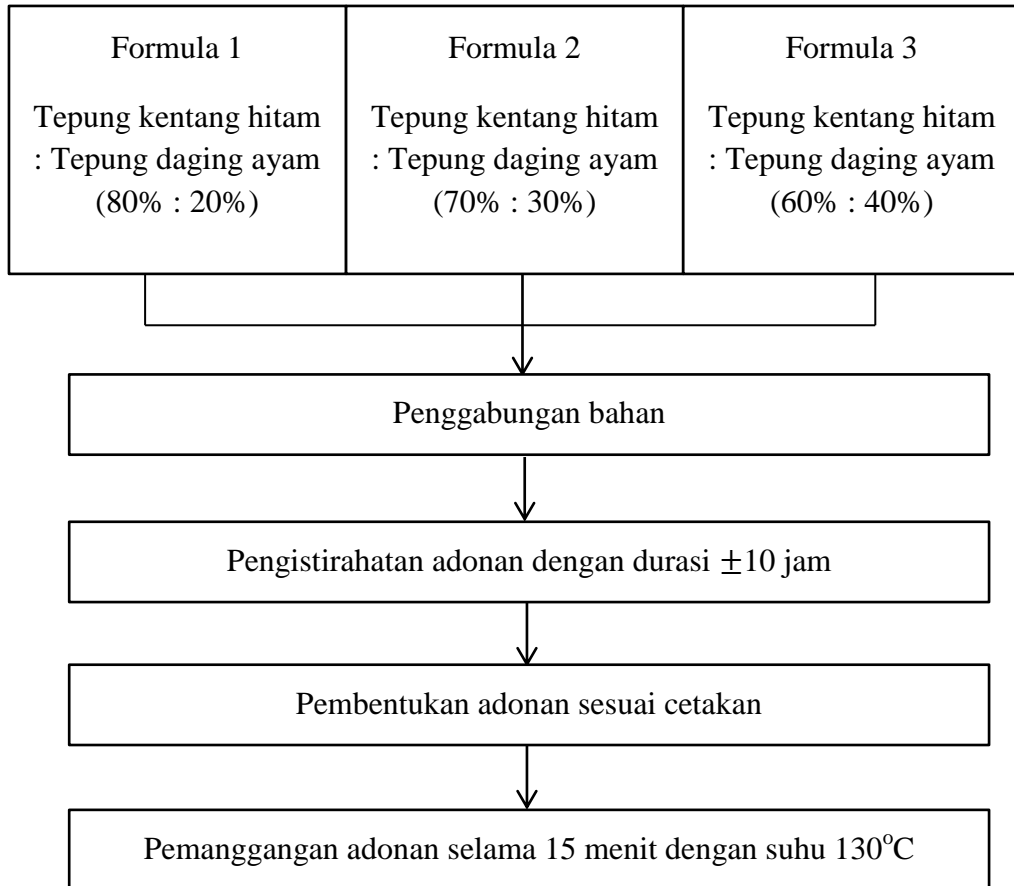 Formula 1
Tepung kentang hitam
: Tepung daging ayam
(80% : 20%)
Formula 2
Tepung kentang hitam
: Tepung daging ayam
(70% : 30%)
Formula 3
Tepung kentang hitam
: Tepung daging ayam
(60% : 40%)
Penggabungan bahan
Pengistirahatan adonan dengan durasi ±10 jam
Pembentukan adonan sesuai cetakan
Pemanggangan adonan selama 15 menit dengan suhu 130°C